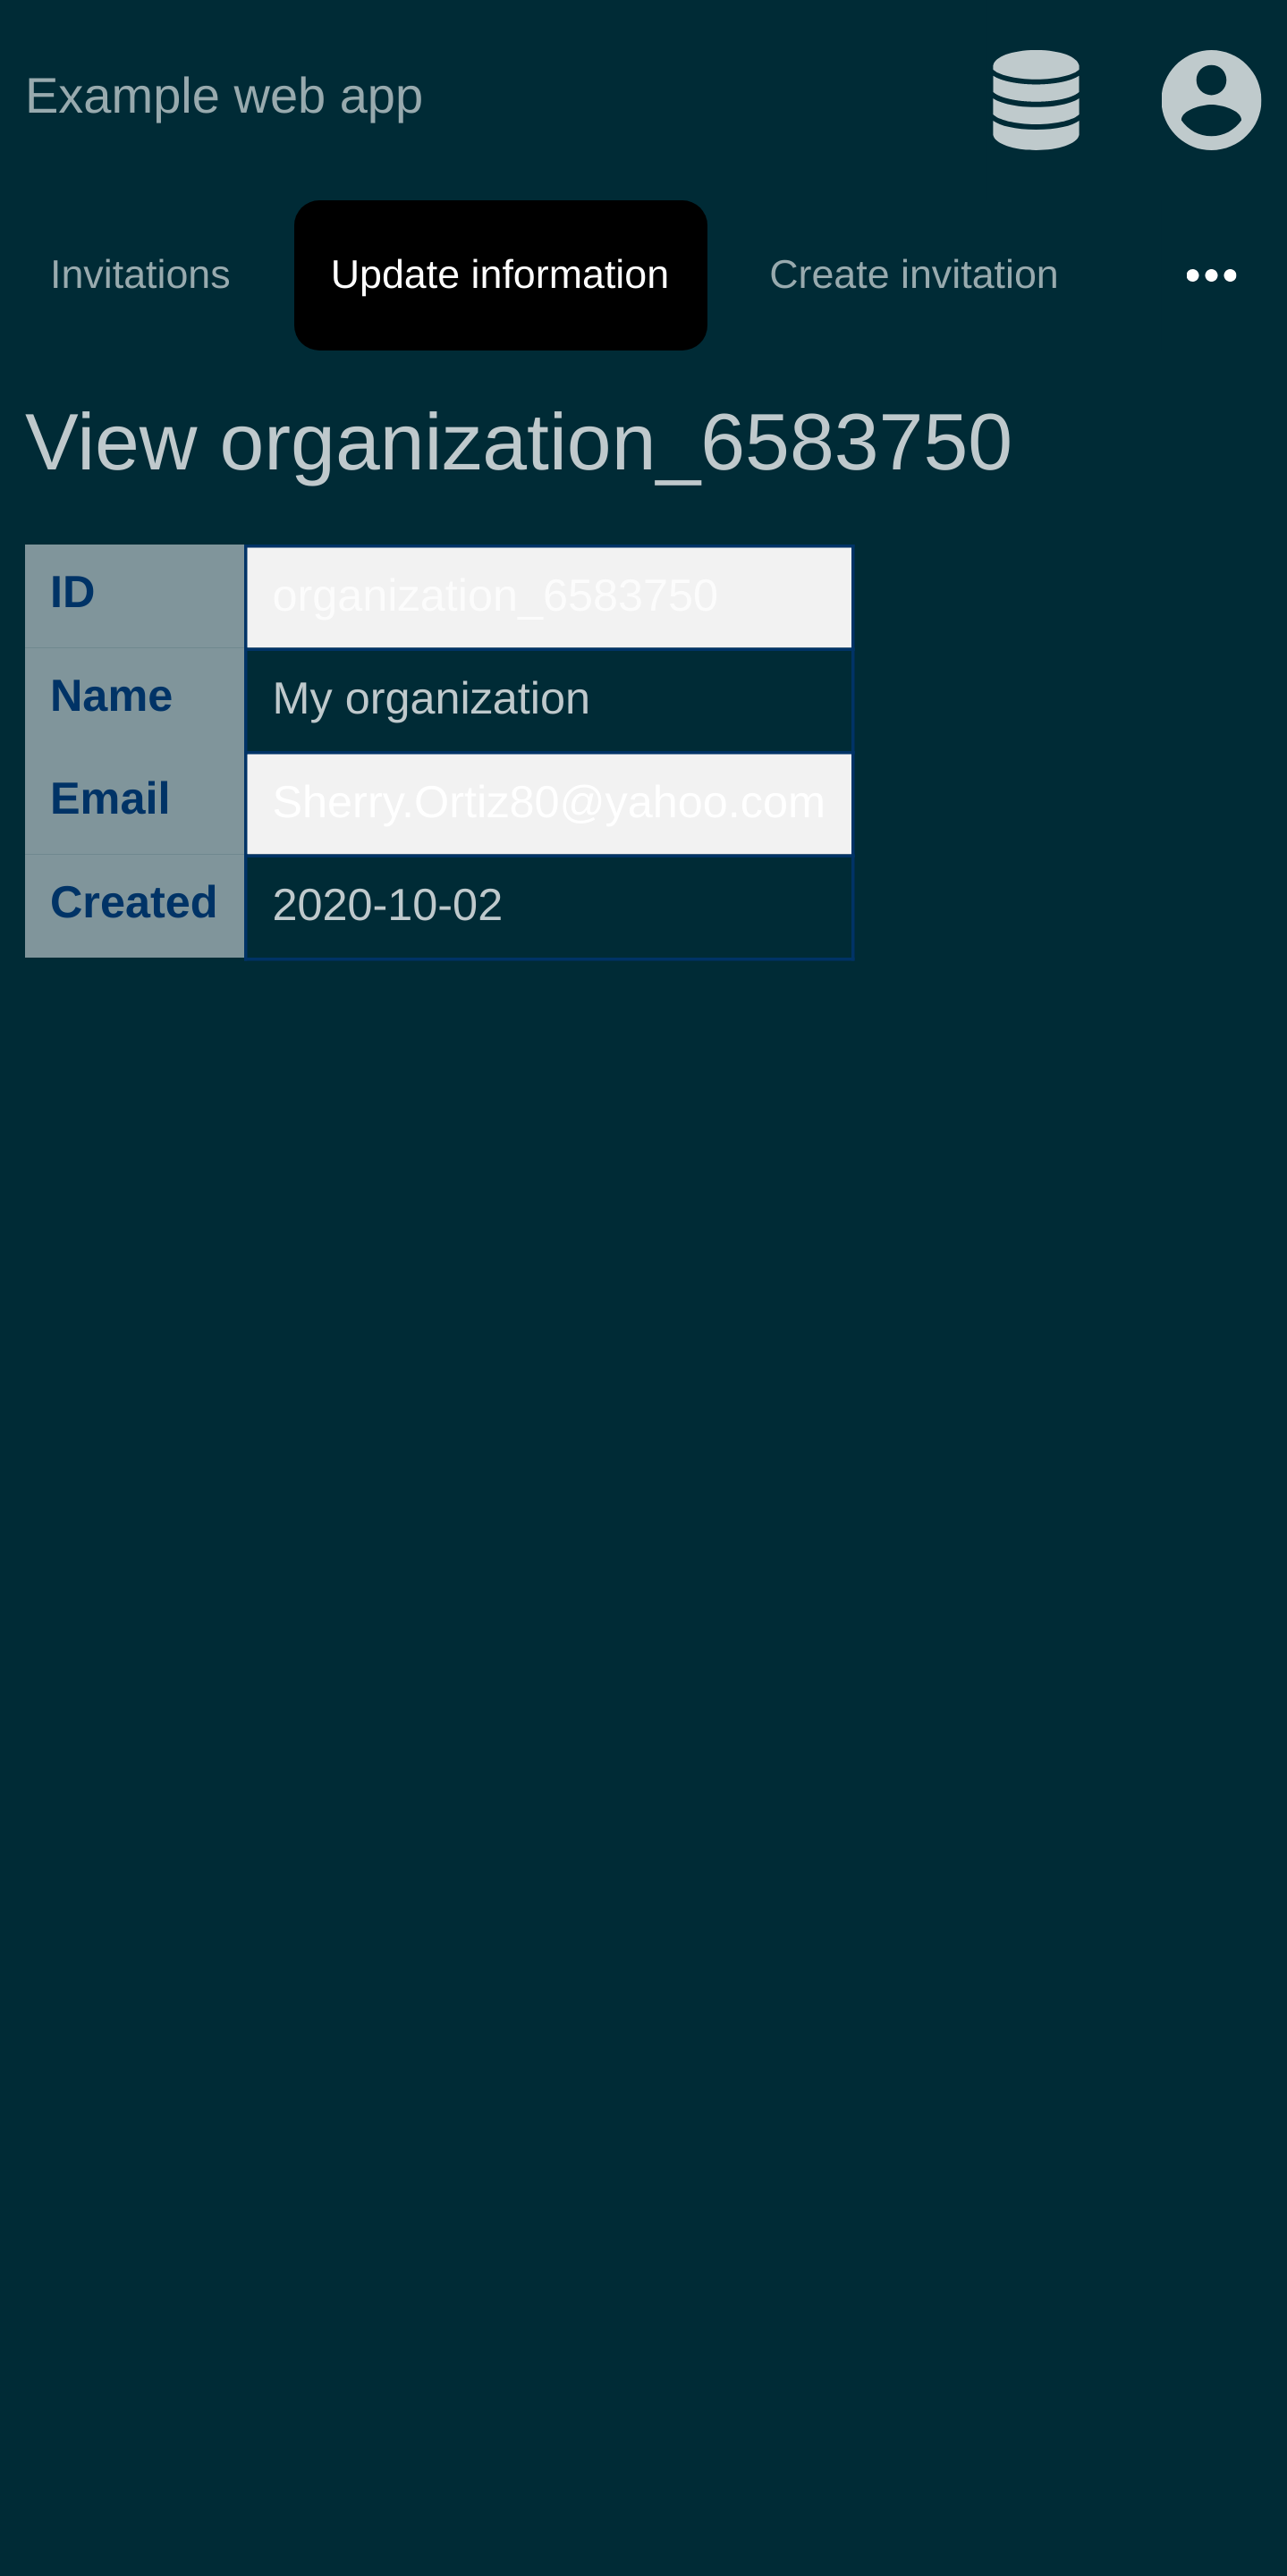 Example web app
Invitations Update information Create invitation
View organization_6583750
ID organization_6583750
Name My organization
Email Sherry.Ortiz80@yahoo.com
Created 2020-10-02